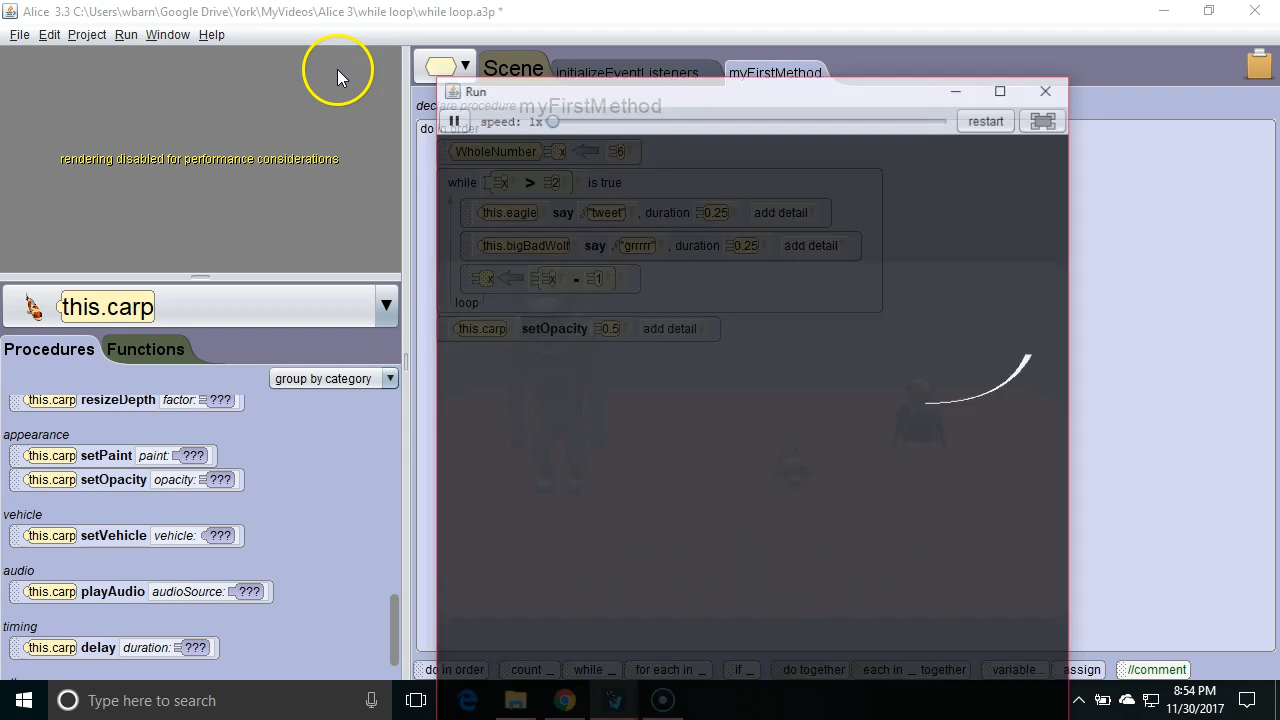 Alice 3.3 C:\Users\wbarn\Google Drive\York\MyVideos\Alice 3\while loop\while loop.a3p *
File Edit Project Run Window Help
Scene initializeEventListeners myFirstMethod
rendering disabled for performance considerations
Run
declare procedure myFirstMethod
speed: 1x restart
do in order
WholeNumber x 6
while x > 2 is true
this.eagle say "tweet" , duration 0.25 add detail
this.bigBadWolf say "grrrrr" , duration 0.25 add detail
x x - 1
loop
this.carp setOpacity 0.5 add detail
this.carp
Procedures Functions
group by category
this.carp resizeDepth factor: ???
appearance
this.carp setPaint paint: ???
this.carp setOpacity opacity: ???
vehicle
this.carp setVehicle vehicle: ???
audio
this.carp playAudio audioSource: ???
timing
this.carp delay duration: ???
do in order count _ while _ for each in _ if _ do together each in _ together variable... assign //comment
Type here to search
8:54 PM
11/30/2017